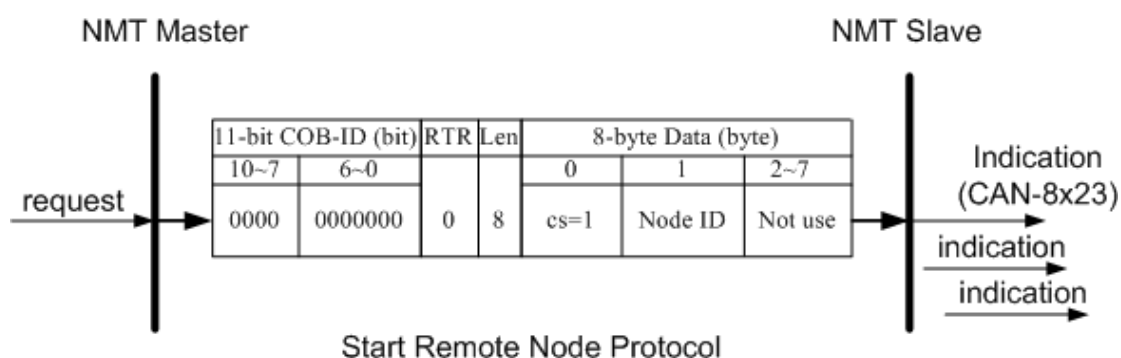 NMT Master NMT Slave
11-bit COB-ID (bit) RTR Len 8-byte Data (byte)
10~7 6~0 0 1 2~7
request 0000 0000000 0 8 cs=1 Node ID Not use
Indication
(CAN-8x23)
indication
indication
Start Remote Node Protocol